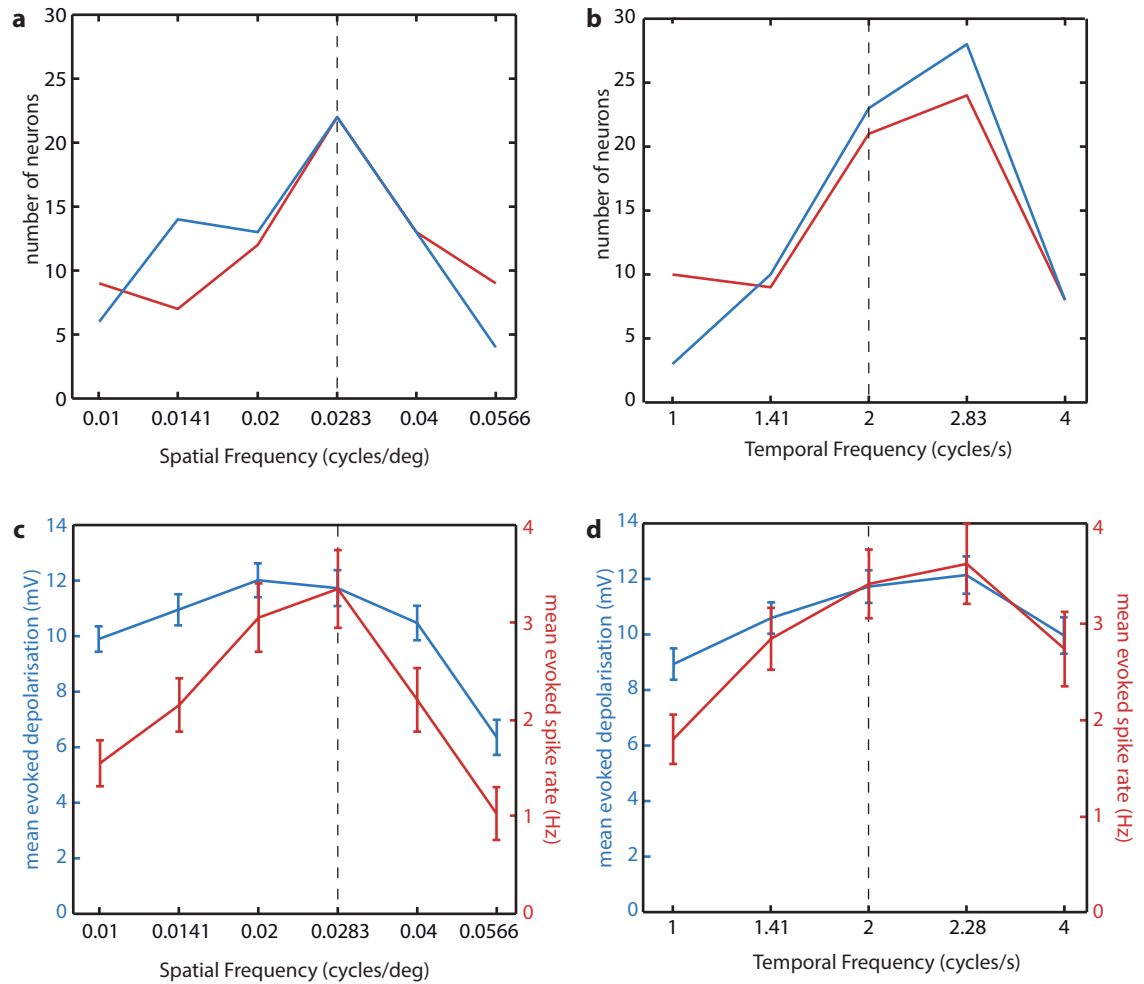 a
30
25
20
15
10
5
0
number of neurons
0.01 0.0141 0.02 0.0283 0.04 0.0566
Spatial Frequency (cycles/deg)
b
30
25
20
15
10
5
0
number of neurons
1 1.41 2 2.83 4
Temporal Frequency (cycles/s)
c
14
12
10
8
6
4
2
0
mean evoked depolarisation (mV)
4
3
2
1
0
mean evoked spike rate (Hz)
0.01 0.0141 0.02 0.0283 0.04 0.0566
Spatial Frequency (cycles/deg)
d
14
12
10
8
6
4
2
0
mean evoked depolarisation (mV)
4
3
2
1
0
mean evoked spike rate (Hz)
1 1.41 2 2.28 4
Temporal Frequency (cycles/s)